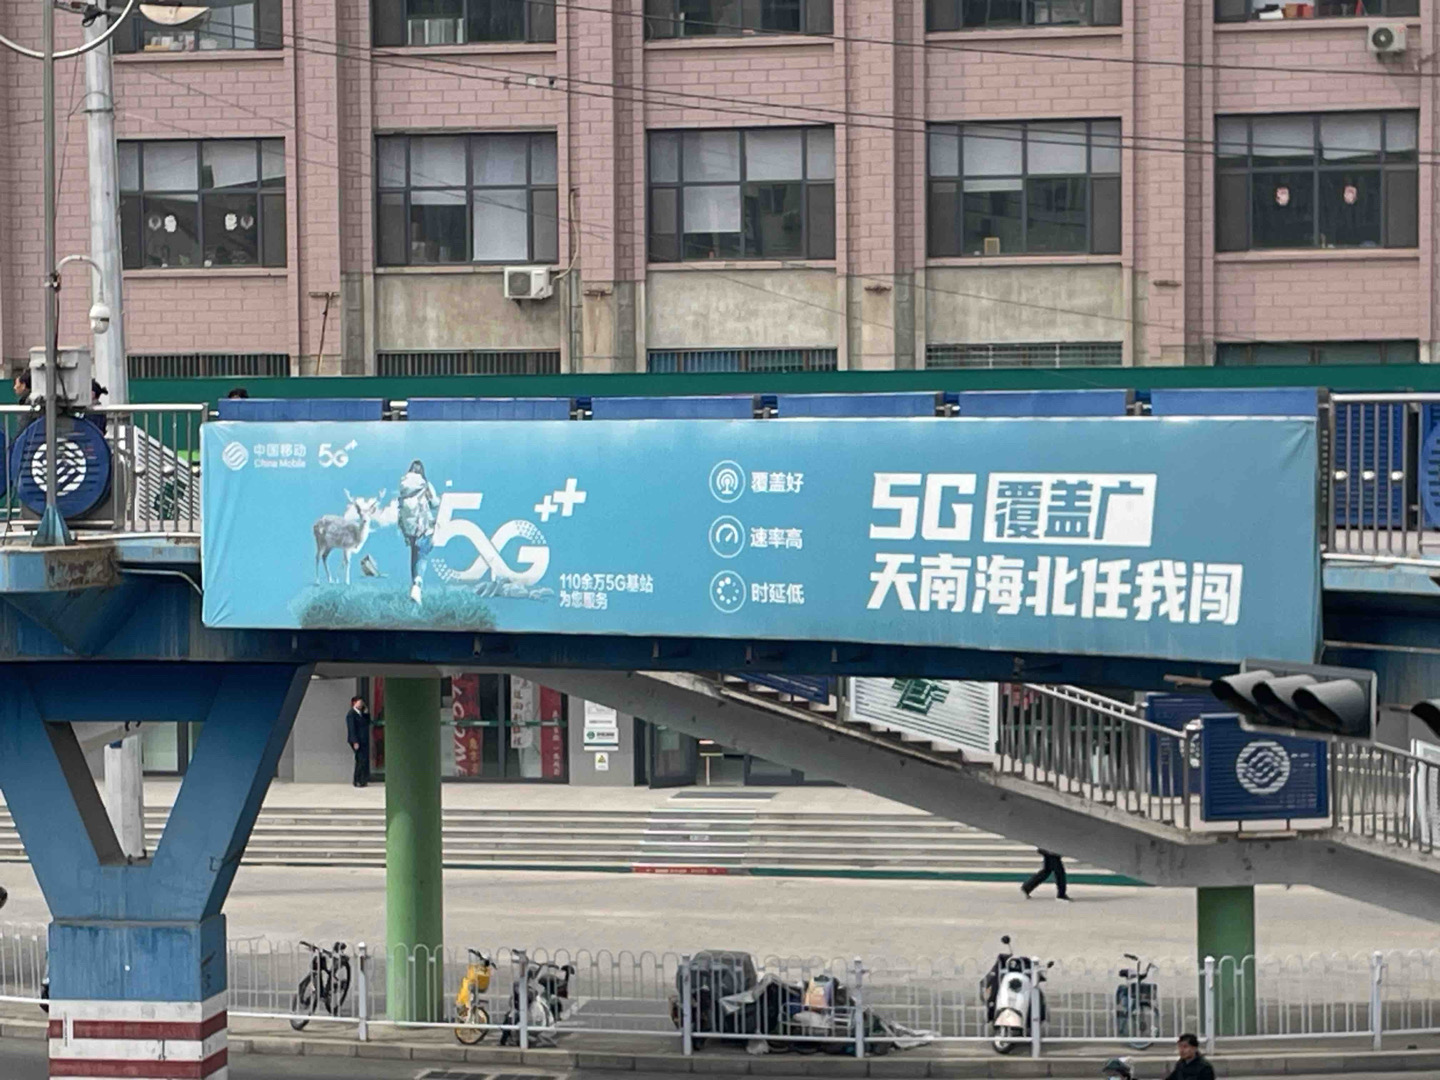 中国移动
China Mobile
5G++
5G++
110余万5G基站
为您服务
覆盖好
速率高
时延低
5G覆盖广
天南海北任我闯